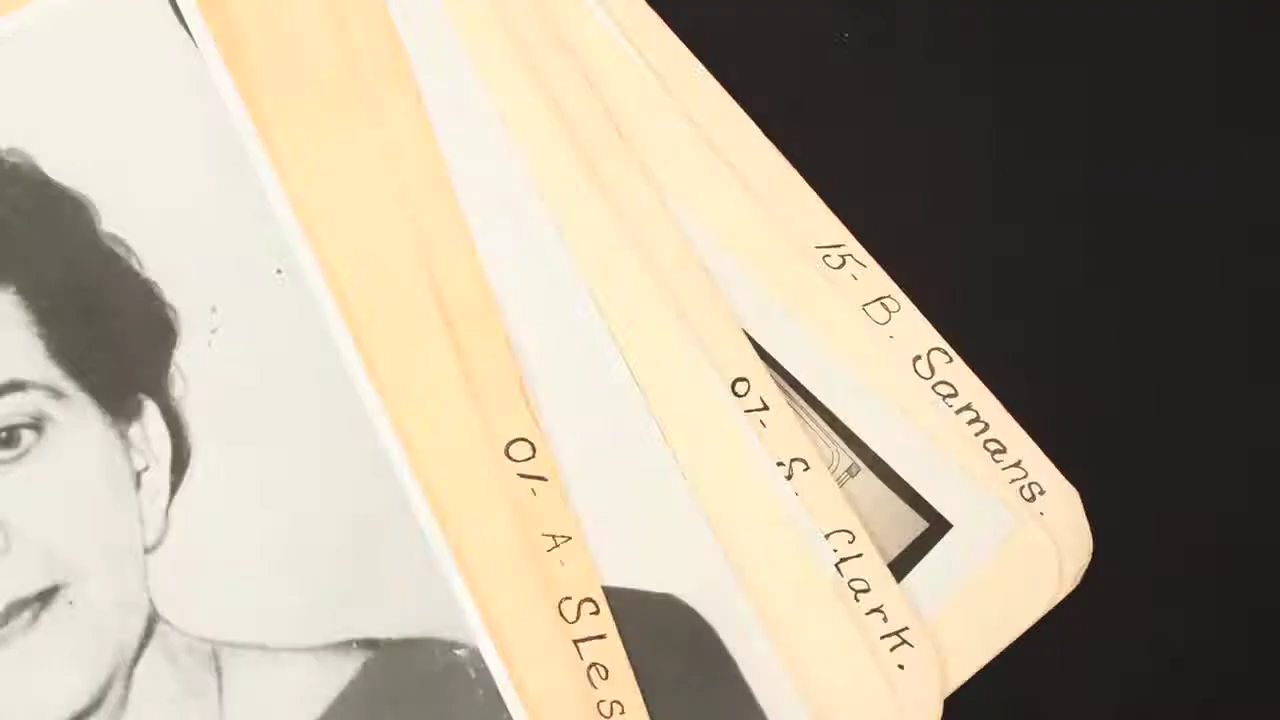 15- B. Samans.
07- S. Clark.
01- A. SLes